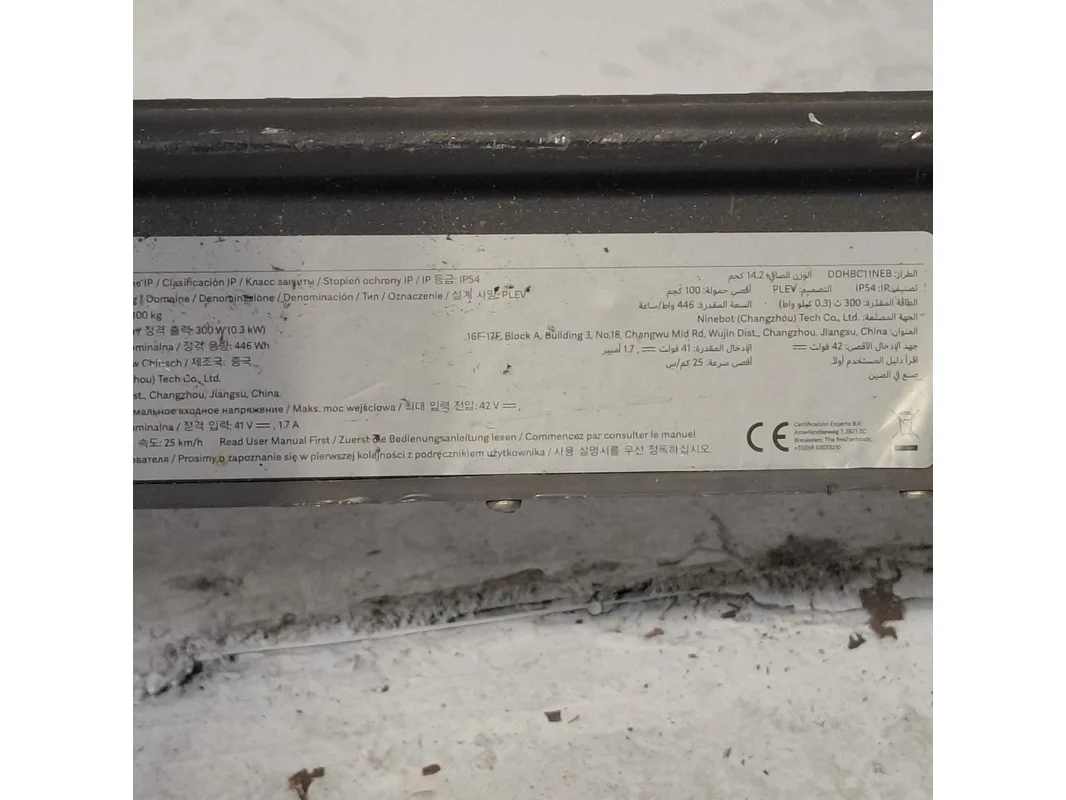 IP / Clasificación IP / Класс защиты / Stopień ochrony IP / IP 등급: IP54
/ Domaine / Denominazione / Denominación / Тип / Oznaczenie / 설계 사양: PLEV
100 kg
정격 출력: 300 W (0.3 kW)
/ 정격 용량: 446 Wh
/ 제조국: 중국
Tech Co., Ltd.
Changzhou, Jiangsu, China.
входное напряжение / Maks. moc wejściowa / 최대 입력 전압: 42 V ⎓,
/ 정격 입력: 41 V ⎓, 1.7 A
속도: 25 km/h Read User Manual First / Zuerst die Bedienungsanleitung lesen / Commencez par consulter le manuel
/ Prosimy o zapoznanie się w pierwszej kolejności z podręcznikiem użytkownika / 사용 설명서를 우선 정독하십시오.
الطراز: DDHBC11NEB الوزن الصافي: 14.2 كجم
تصنيف IP: IP54 التصميم: PLEV أقصى حمولة: 100 كجم
الطاقة المقدرة: 300 ث (0.3 كيلو واط) السعة المقدرة: 446 واط/ساعة
الجهة المصنعة: Ninebot (Changzhou) Tech Co., Ltd.
العنوان: 16F-17F, Block A, Building 3, No.18, Changwu Mid Rd, Wujin Dist., Changzhou, Jiangsu, China.
جهد الإدخال الأقصى: 42 فولت ⎓ الإدخال المقدرة: 41 فولت ⎓, 1.7 أمبير
اقرأ دليل المستخدم أولاً. أقصى سرعة: 25 كم/س
صنع في الصين
CE
Certification Experts B.V.
Amerlandseweg 7, 3621 ZC
Breukelen, The Netherlands,